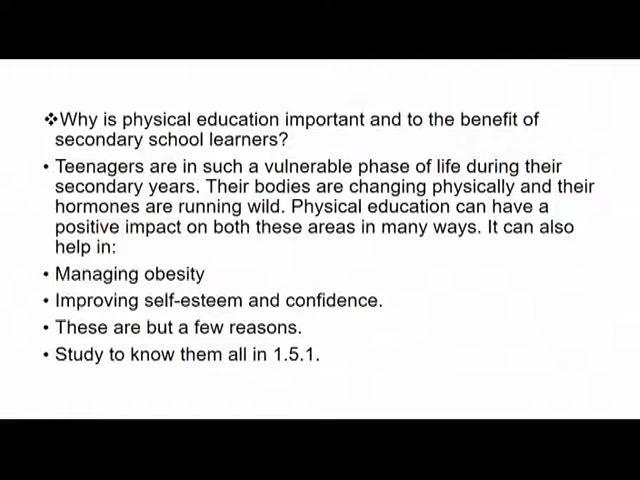 ❖Why is physical education important and to the benefit of
secondary school learners?
• Teenagers are in such a vulnerable phase of life during their
secondary years. Their bodies are changing physically and their
hormones are running wild. Physical education can have a
positive impact on both these areas in many ways. It can also
help in:
• Managing obesity
• Improving self-esteem and confidence.
• These are but a few reasons.
• Study to know them all in 1.5.1.